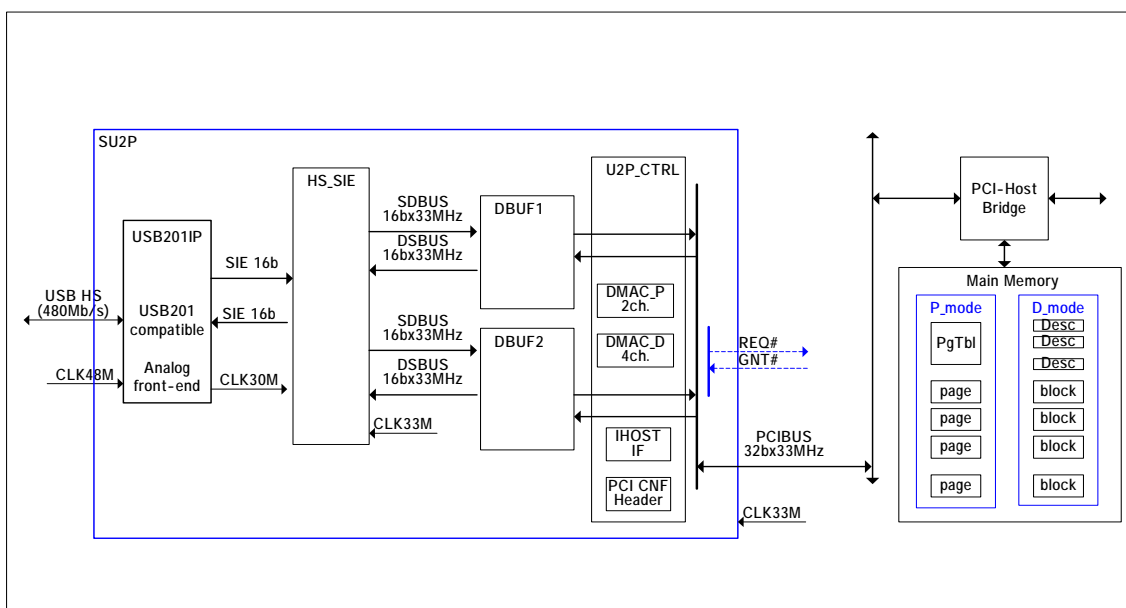 SU2P
USB HS
(480Mb/s)
CLK48M
USB201IP
USB201
compatible
Analog
front-end
SIE 16b
SIE 16b
CLK30M
HS_SIE
CLK33M
SDBUS
16bx33MHz
DSBUS
16bx33MHz
SDBUS
16bx33MHz
DSBUS
16bx33MHz
DBUF1
DBUF2
U2P_CTRL
DMAC_P
2ch.
DMAC_D
4ch.
IHOST
IF
PCI CNF
Header
REQ#
GNT#
PCIBUS
32bx33MHz
CLK33M
PCI-Host
Bridge
Main Memory
P_mode
PgTbl
page
page
page
page
D_mode
Desc
Desc
Desc
block
block
block
block